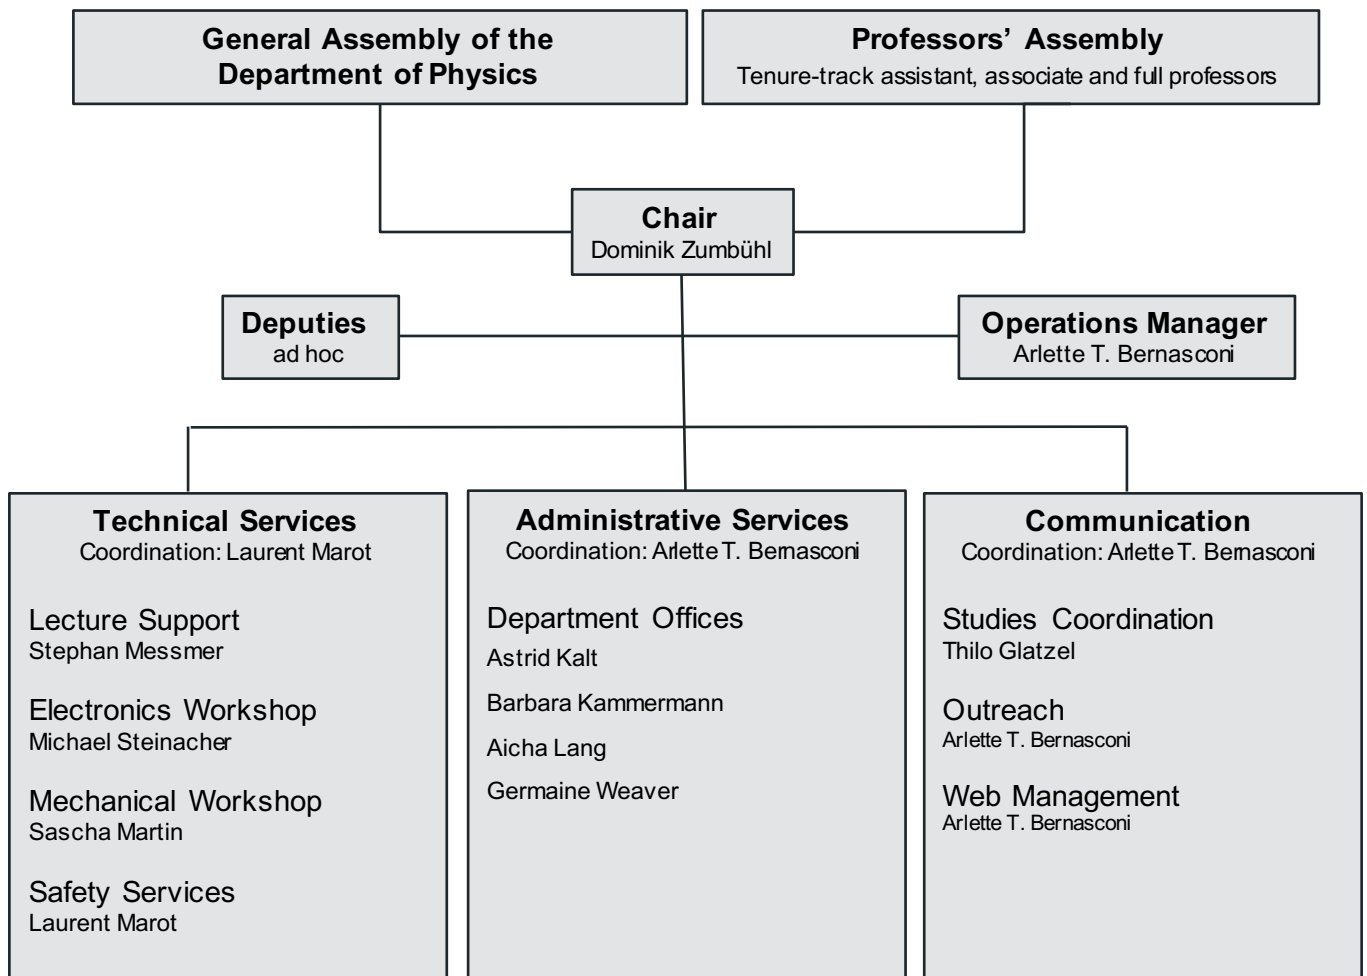 General Assembly of the
Department of Physics
Professors’ Assembly
Tenure-track assistant, associate and full professors
Chair
Dominik Zumbühl
Deputies
ad hoc
Operations Manager
Arlette T. Bernasconi
Technical Services
Coordination: Laurent Marot
Lecture Support
Stephan Messmer
Electronics Workshop
Michael Steinacher
Mechanical Workshop
Sascha Martin
Safety Services
Laurent Marot
Administrative Services
Coordination: Arlette T. Bernasconi
Department Offices
Astrid Kalt
Barbara Kammermann
Aicha Lang
Germaine Weaver
Communication
Coordination: Arlette T. Bernasconi
Studies Coordination
Thilo Glatzel
Outreach
Arlette T. Bernasconi
Web Management
Arlette T. Bernasconi